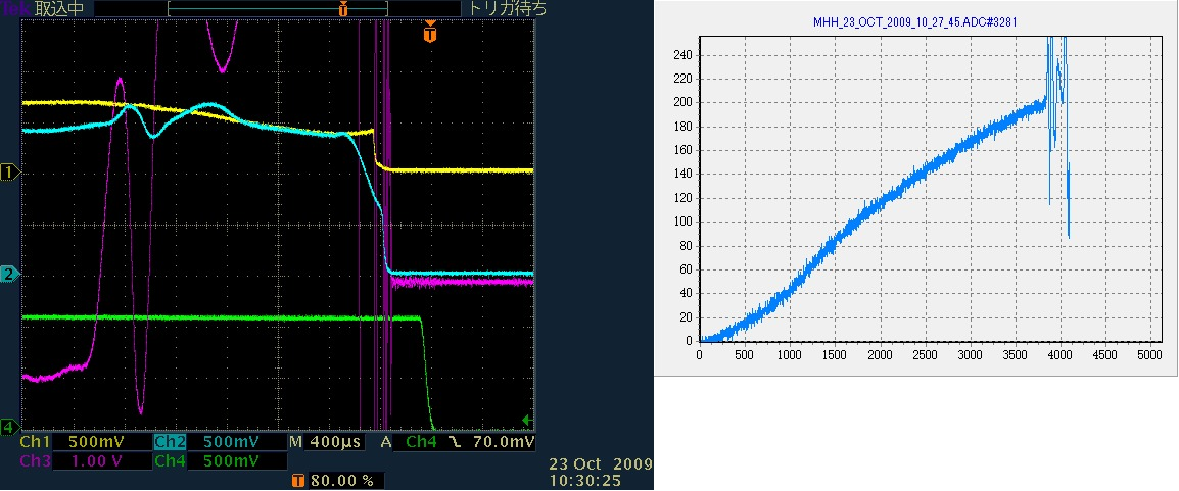 Tek 取込中
トリガ待ち
T
T
1
2
4
Ch1 500mV Ch2 500mV M 400µs A Ch4 70.0mV
Ch3 1.00 V Ch4 500mV
T 80.00 %
23 Oct 2009
10:30:25
MHH_23_OCT_2009_10_27_45.ADC#3281
240
220
200
180
160
140
120
100
80
60
40
20
0
0 500 1000 1500 2000 2500 3000 3500 4000 4500 5000